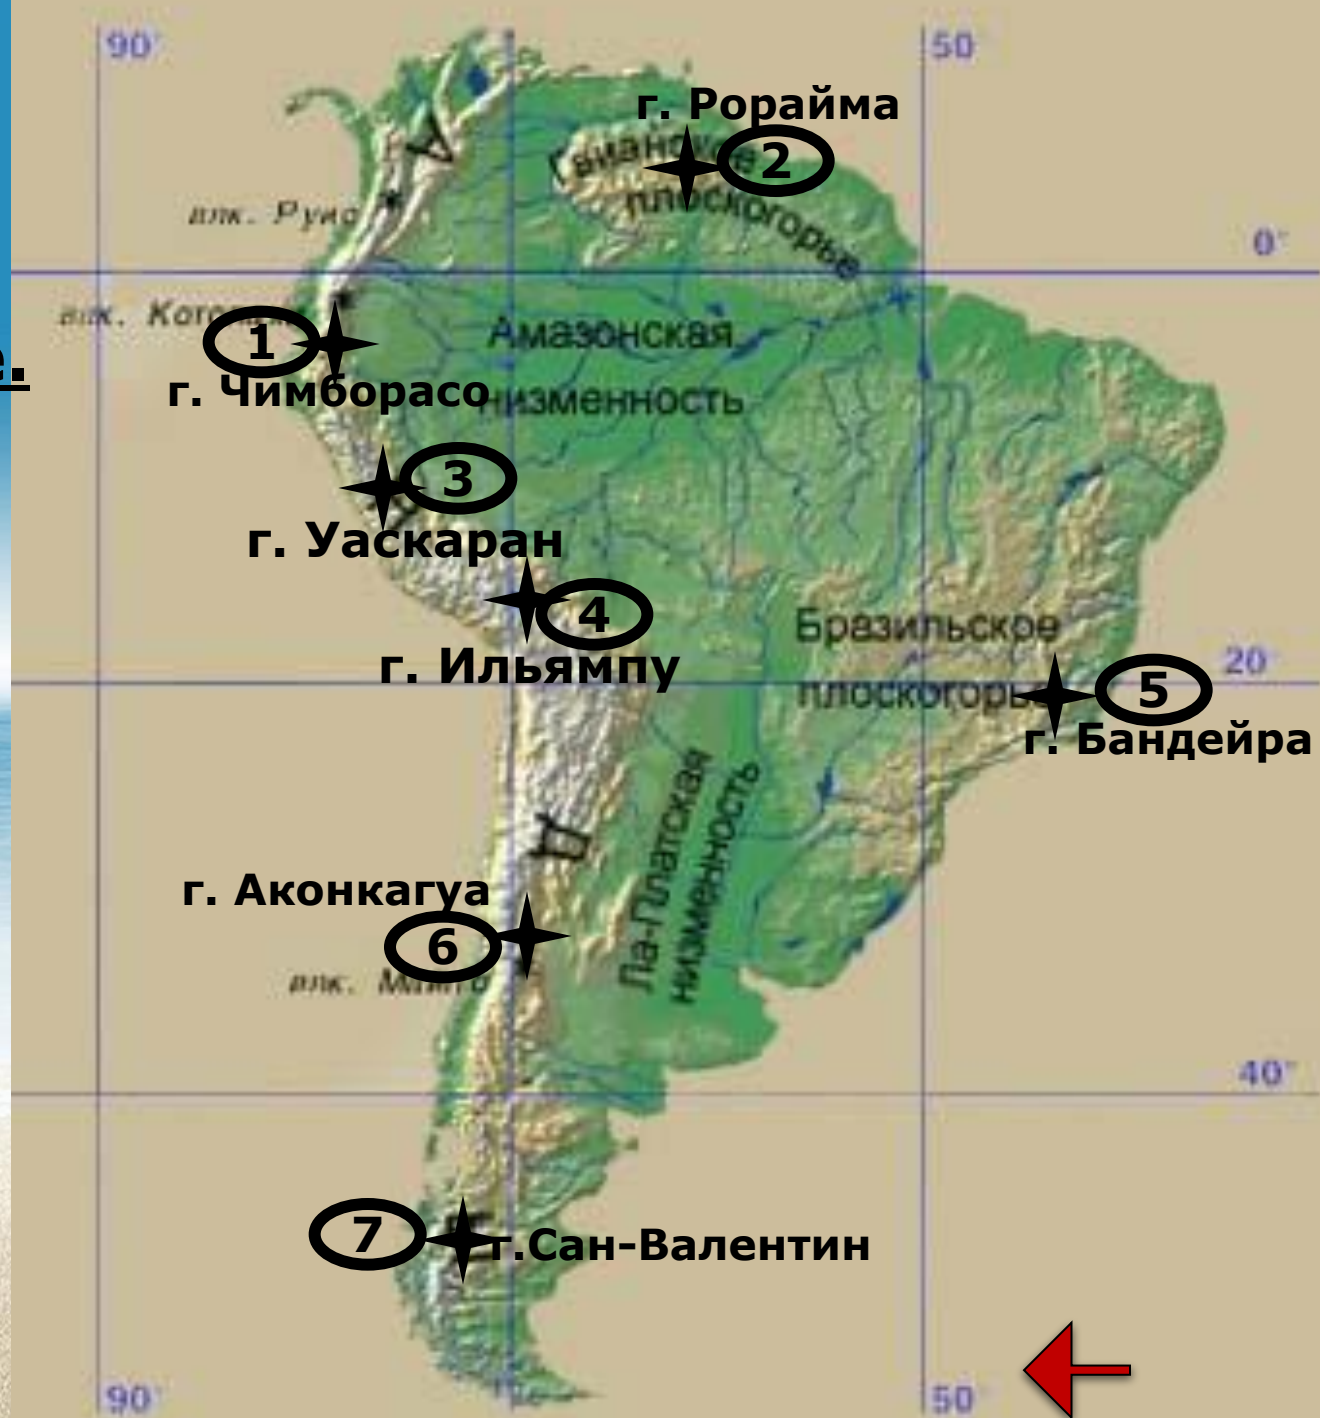 90°
50°
г. Рорайма
2
Гвианское
плоскогорье
А
влк. Руис
0°
влк.
1
е.
г. Чимборасо
Амазонская
низменность
3
Н
г. Уаскаран
4
г. Ильямпу
Бразильское
плоскогорье
20°
5
г. Бандейра
Ла-Платская
низменность
Д
г. Аконкагуа
6
влк.
40°
7
г.Сан-Валентин
90°
50°